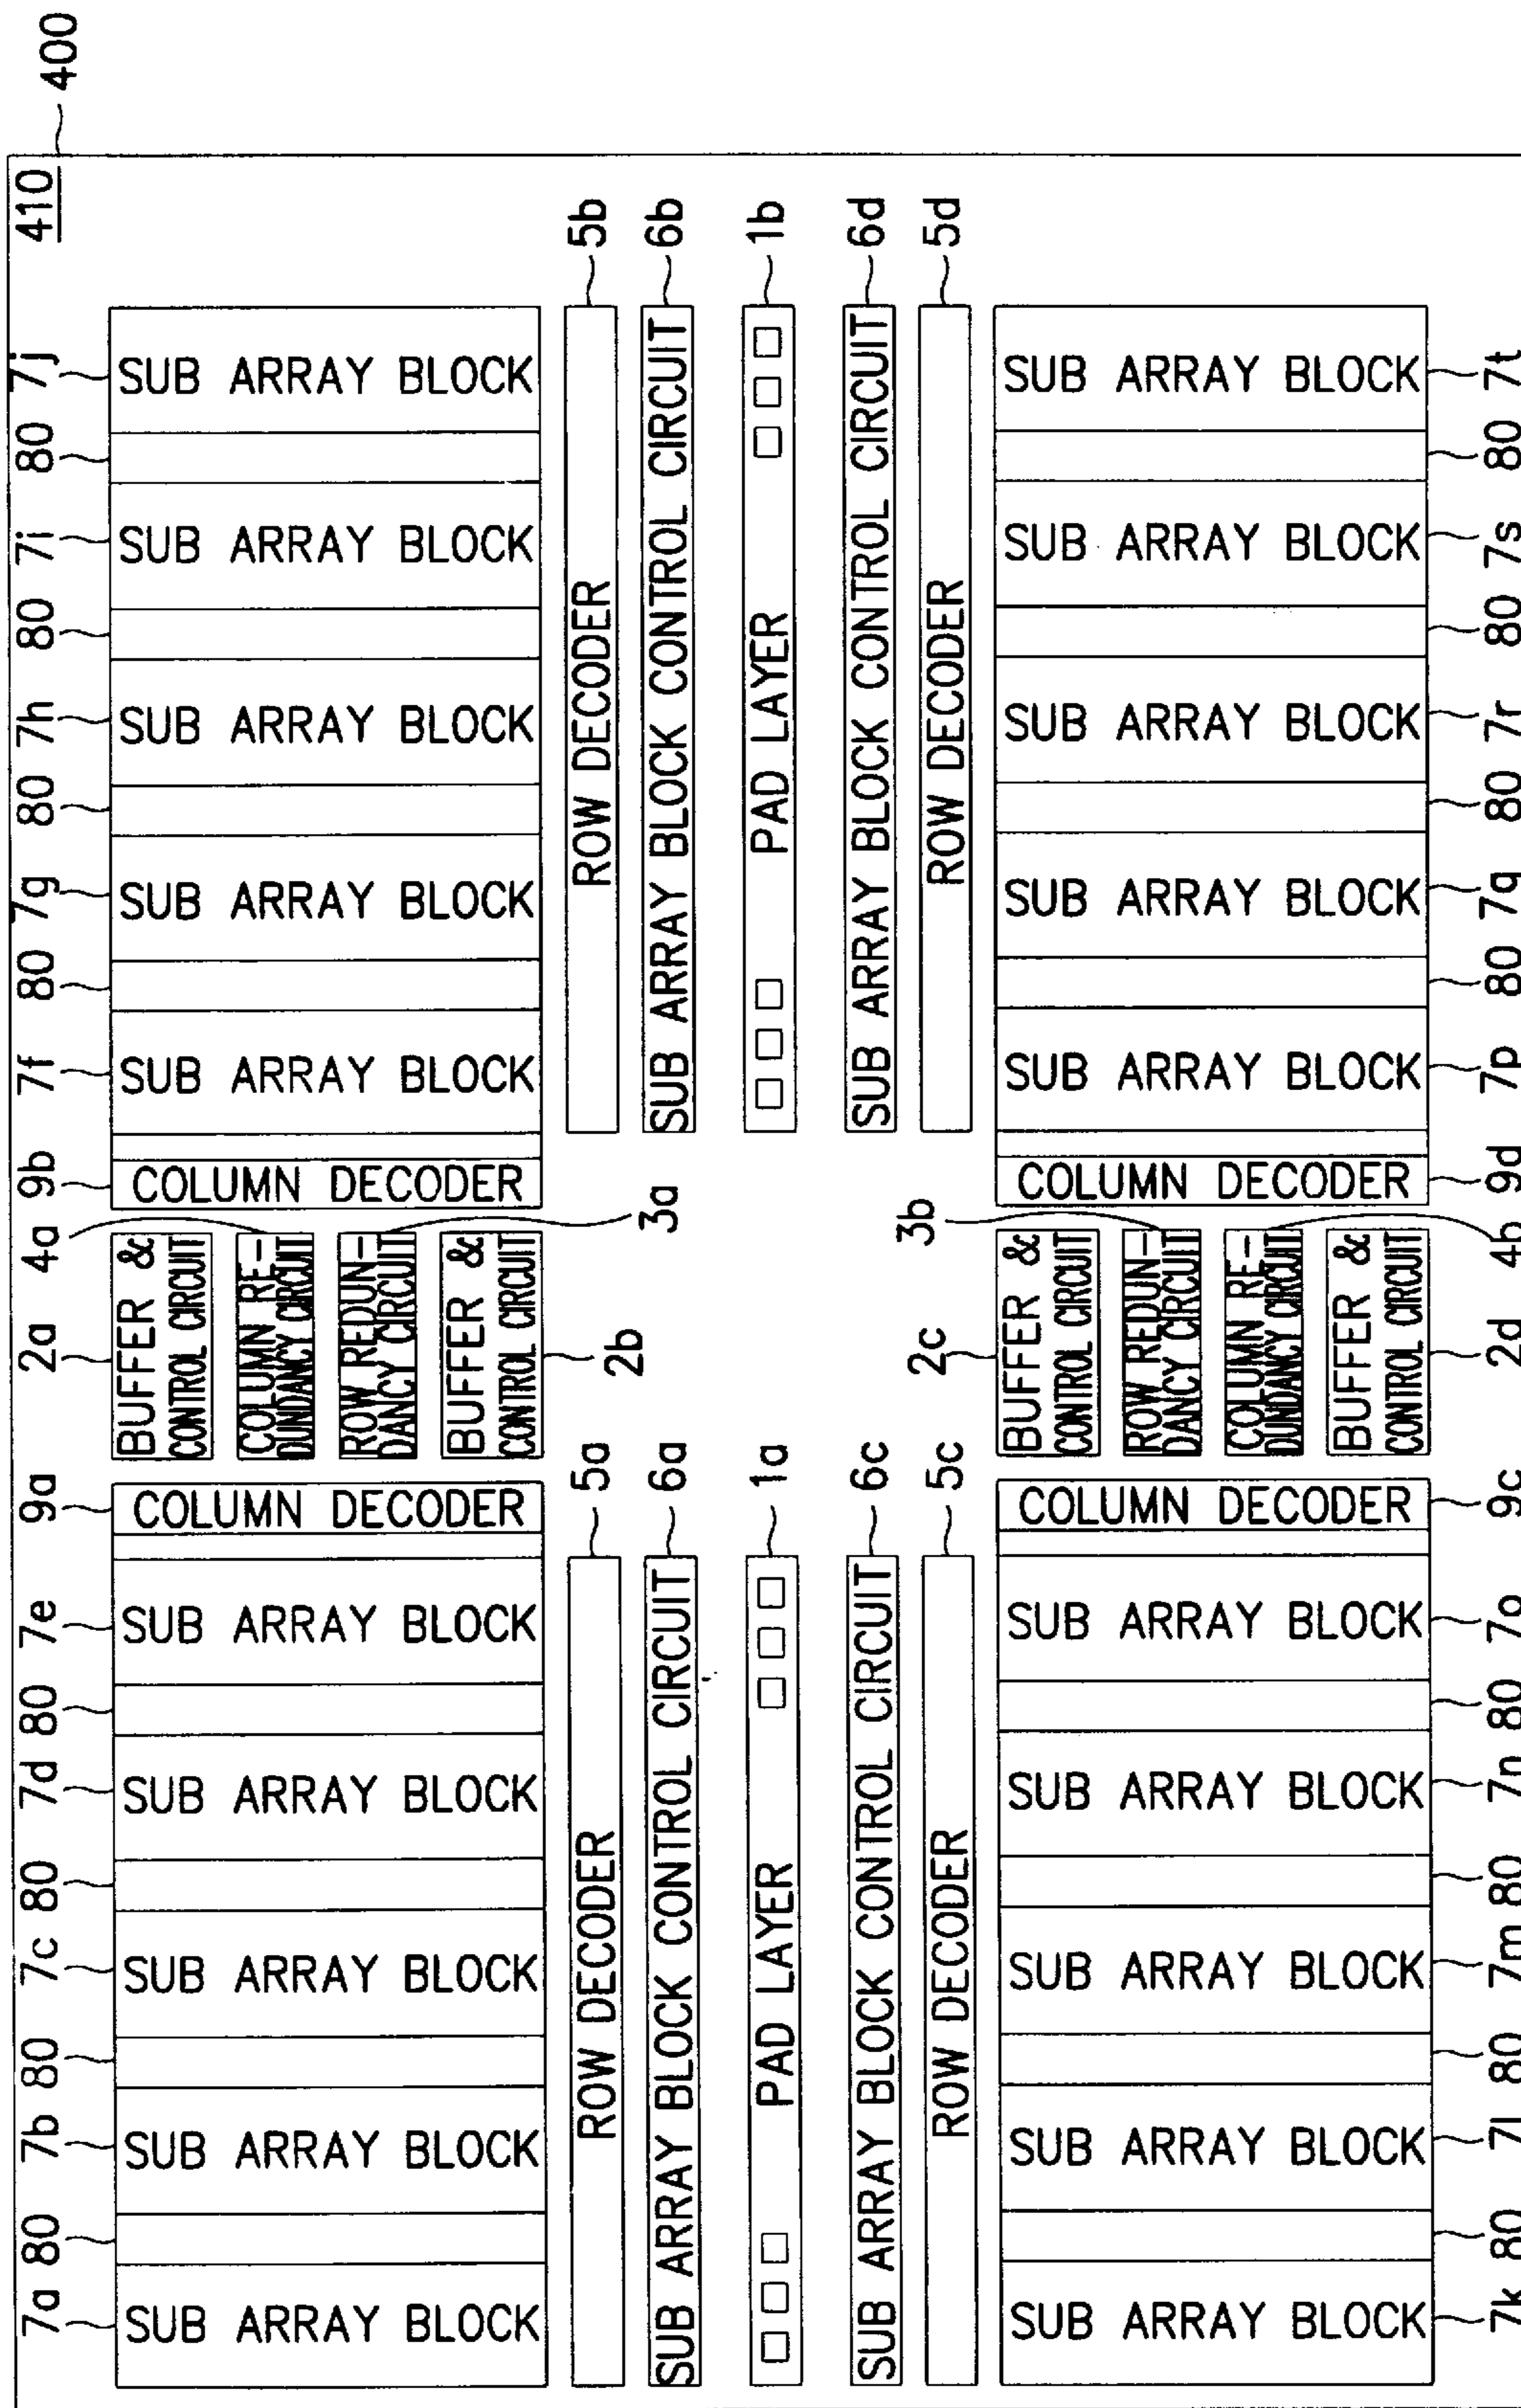 400
410
7a 80 7b 80 7c 80 7d 80 7e 9a 2a 4a 9b 7f 80 7g 80 7h 80 7i 80 7j
SUB ARRAY BLOCK
SUB ARRAY BLOCK
SUB ARRAY BLOCK
SUB ARRAY BLOCK
SUB ARRAY BLOCK
COLUMN DECODER
BUFFER &
CONTROL CIRCUIT
COLUMN RE-
DUNDANCY CIRCUIT
ROW REDUN-
DANCY CIRCUIT
BUFFER &
CONTROL CIRCUIT
COLUMN DECODER
SUB ARRAY BLOCK
SUB ARRAY BLOCK
SUB ARRAY BLOCK
SUB ARRAY BLOCK
SUB ARRAY BLOCK
ROW DECODER 5a
2b 3a
ROW DECODER 5b
SUB ARRAY BLOCK CONTROL CIRCUIT 6a
SUB ARRAY BLOCK CONTROL CIRCUIT 6b
PAD LAYER 1a
PAD LAYER 1b
SUB ARRAY BLOCK CONTROL CIRCUIT 6c
SUB ARRAY BLOCK CONTROL CIRCUIT 6d
2c 3b
ROW DECODER 5c
ROW DECODER 5d
SUB ARRAY BLOCK
SUB ARRAY BLOCK
SUB ARRAY BLOCK
SUB ARRAY BLOCK
SUB ARRAY BLOCK
COLUMN DECODER
BUFFER &
CONTROL CIRCUIT
ROW REDUN-
DANCY CIRCUIT
COLUMN RE-
DUNDANCY CIRCUIT
BUFFER &
CONTROL CIRCUIT
COLUMN DECODER
SUB ARRAY BLOCK
SUB ARRAY BLOCK
SUB ARRAY BLOCK
SUB ARRAY BLOCK
SUB ARRAY BLOCK
7k 80 7l 80 7m 80 7n 80 7o 9c 2d 4b 9d 7p 80 7q 80 7r 80 7s 80 7t